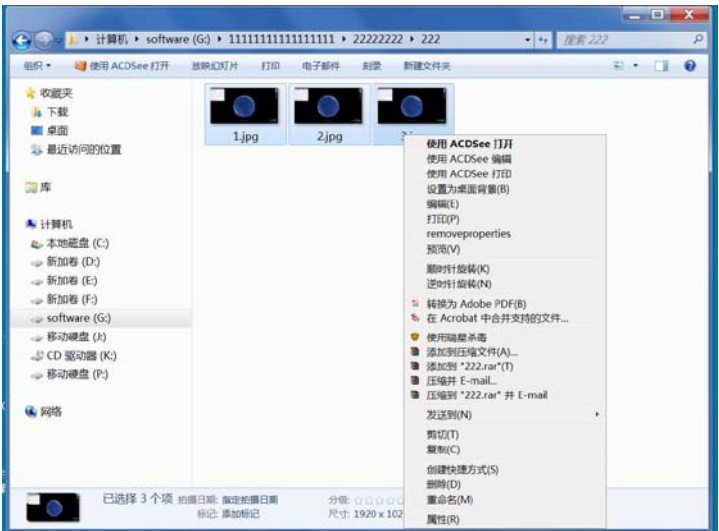 计算机 ▸ software (G:) ▸ 11111111111111111 ▸ 22222222 ▸ 222
搜索 222
组织 使用 ACDSee 打开 放映幻灯片 打印 电子邮件 刻录 新建文件夹
收藏夹
下载
桌面
最近访问的位置
库
计算机
本地磁盘 (C:)
新加卷 (D:)
新加卷 (E:)
新加卷 (F:)
software (G:)
移动硬盘 (J:)
CD 驱动器 (K:)
移动硬盘 (P:)
网络
1.jpg
2.jpg
使用 ACDSee 打开
使用 ACDSee 编辑
使用 ACDSee 打印
设置为桌面背景(B)
编辑(E)
打印(P)
removeproperties
预览(V)
顺时针旋转(K)
逆时针旋转(N)
转换为 Adobe PDF(B)
在 Acrobat 中合并支持的文件...
使用瑞星杀毒
添加到压缩文件(A)...
添加到 "222.rar"(T)
压缩并 E-mail...
压缩到 "222.rar" 并 E-mail
发送到(N)
剪切(T)
复制(C)
创建快捷方式(S)
删除(D)
重命名(M)
属性(R)
已选择 3 个项 拍摄日期: 指定拍摄日期 分级:
标记: 添加标记 尺寸: 1920 x 102